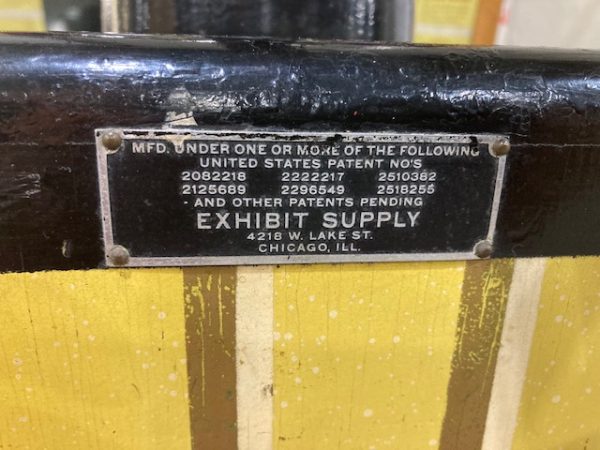 MFD. UNDER ONE OR MORE OF THE FOLLOWING
UNITED STATES PATENT NO'S
2082218 2222217 2510382
2125689 2296549 2518255
- AND OTHER PATENTS PENDING
EXHIBIT SUPPLY
4218 W. LAKE ST.
CHICAGO, ILL.